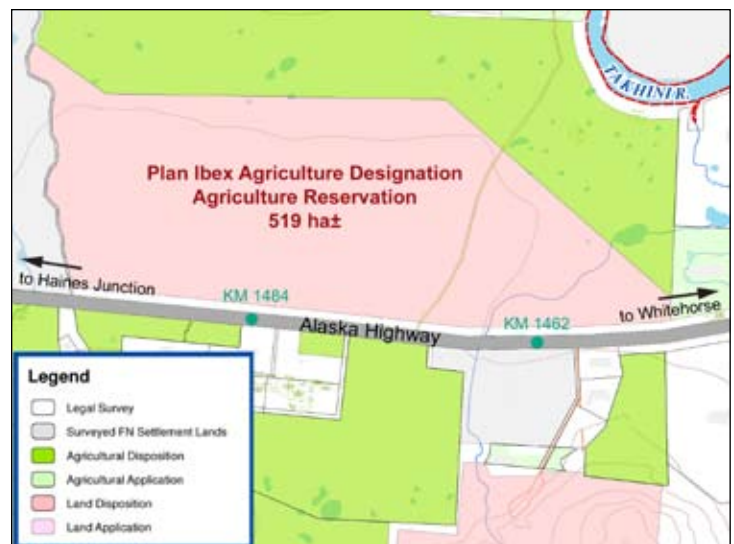 TAKHINI R.
Plan Ibex Agriculture Designation
Agriculture Reservation
519 ha±
to Haines Junction
KM 1484
Alaska Highway
KM 1462
to Whitehorse
Legend
Legal Survey
Surveyed FN Settlement Lands
Agricultural Disposition
Agricultural Application
Land Disposition
Land Application